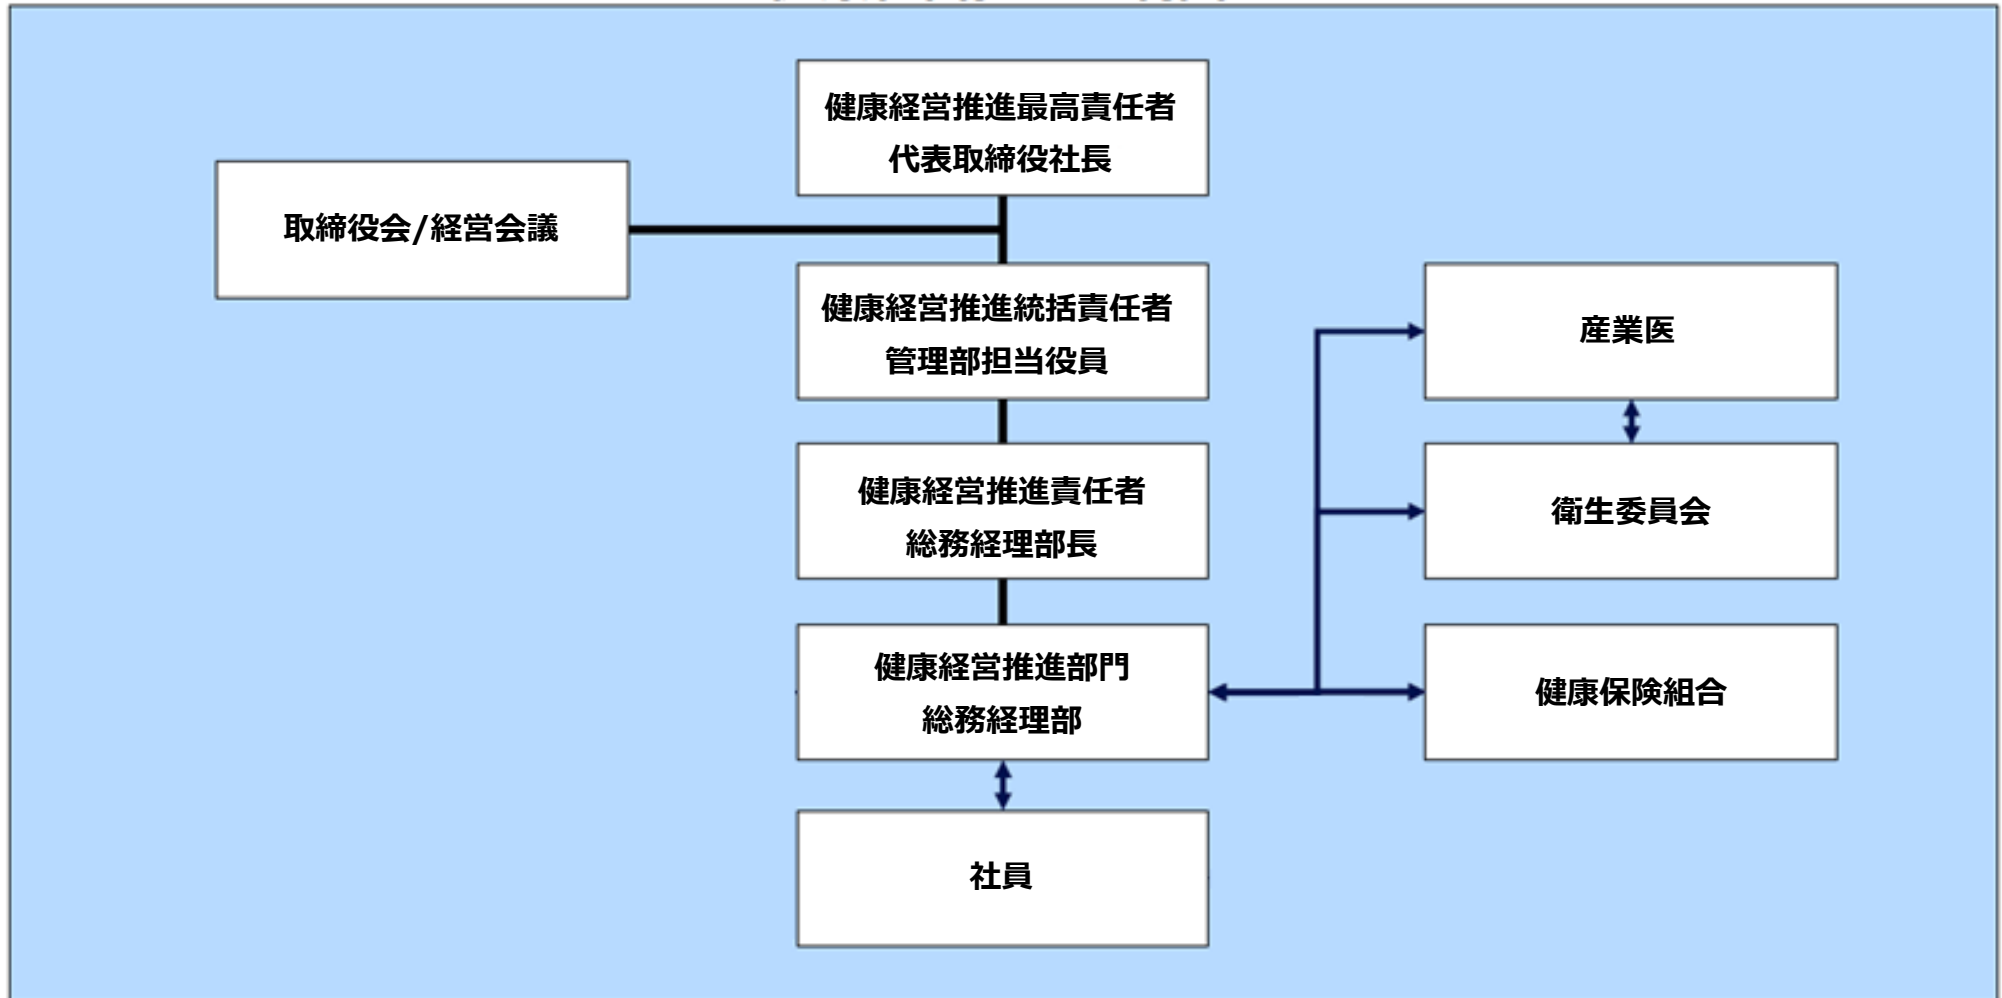 健康経営推進最高責任者
代表取締役社長
取締役会/経営会議
健康経営推進統括責任者
管理部担当役員
産業医
健康経営推進責任者
総務経理部長
衛生委員会
健康経営推進部門
総務経理部
健康保険組合
社員